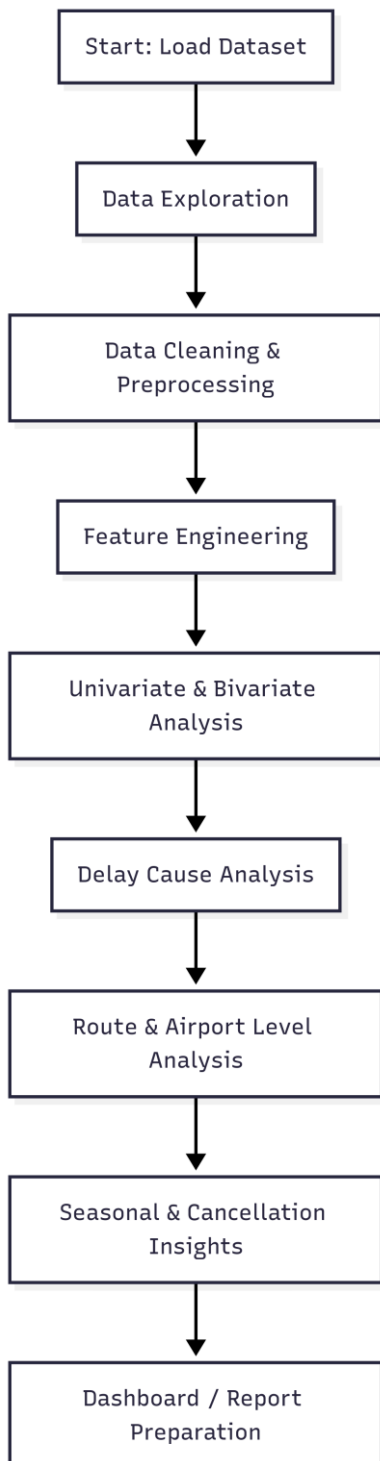 Start: Load Dataset
Data Exploration
Data Cleaning &
Preprocessing
Feature Engineering
Univariate & Bivariate
Analysis
Delay Cause Analysis
Route & Airport Level
Analysis
Seasonal & Cancellation
Insights
Dashboard / Report
Preparation